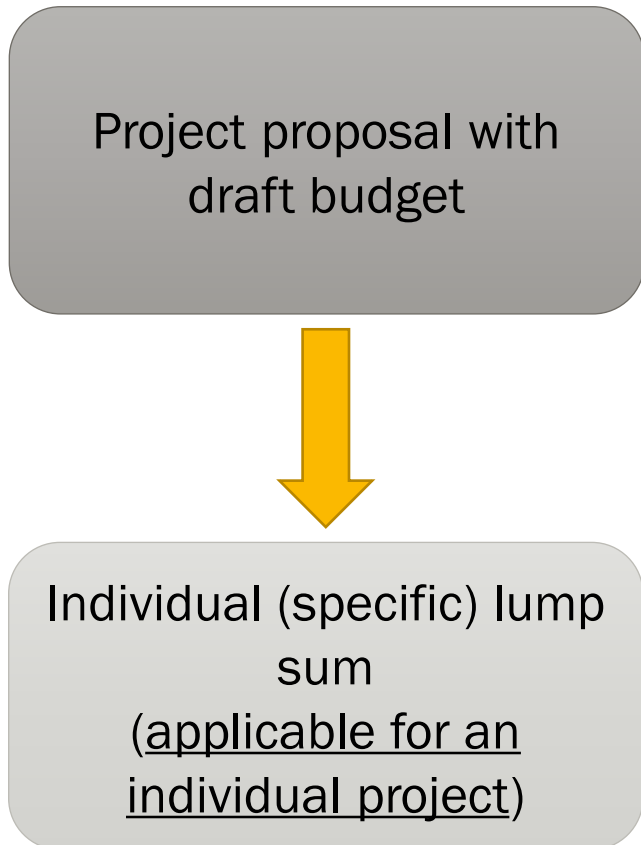 Project proposal with
draft budget
Individual (specific) lump
sum
(applicable for an
individual project)